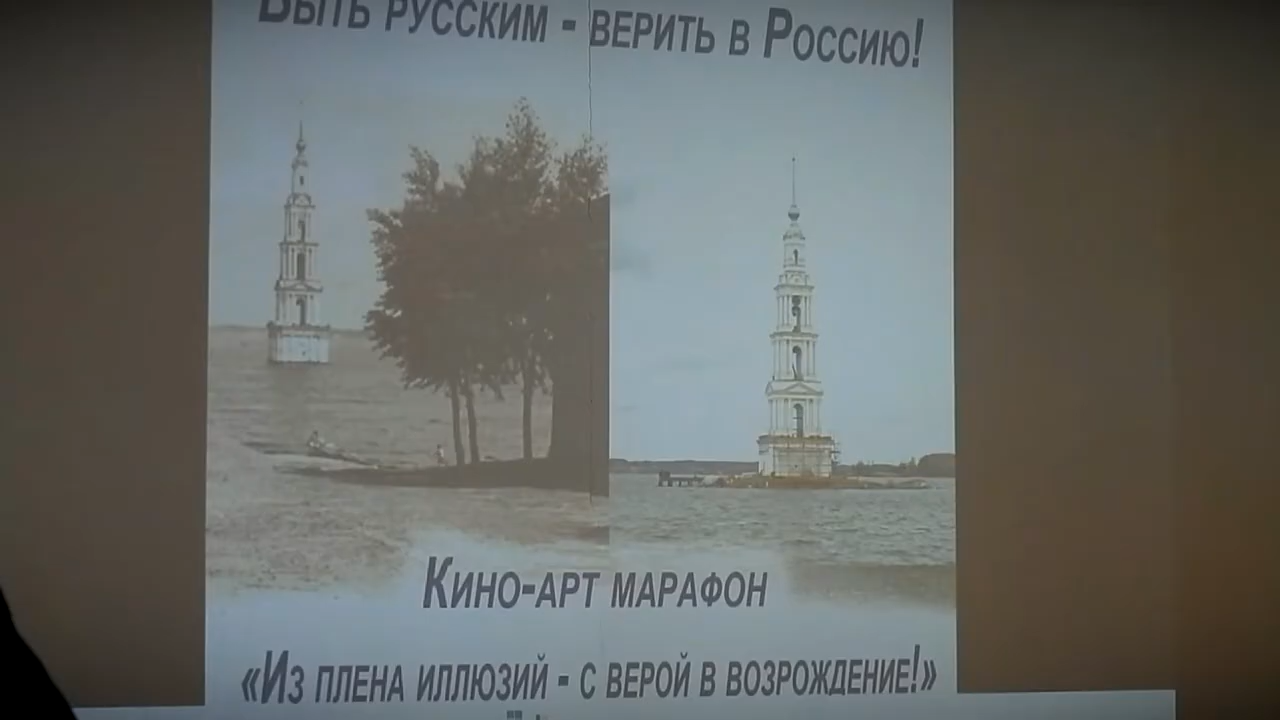 Быть русским - верить в Россию!
Кино-арт марафон
«Из плена иллюзий - с верой в возрождение!»